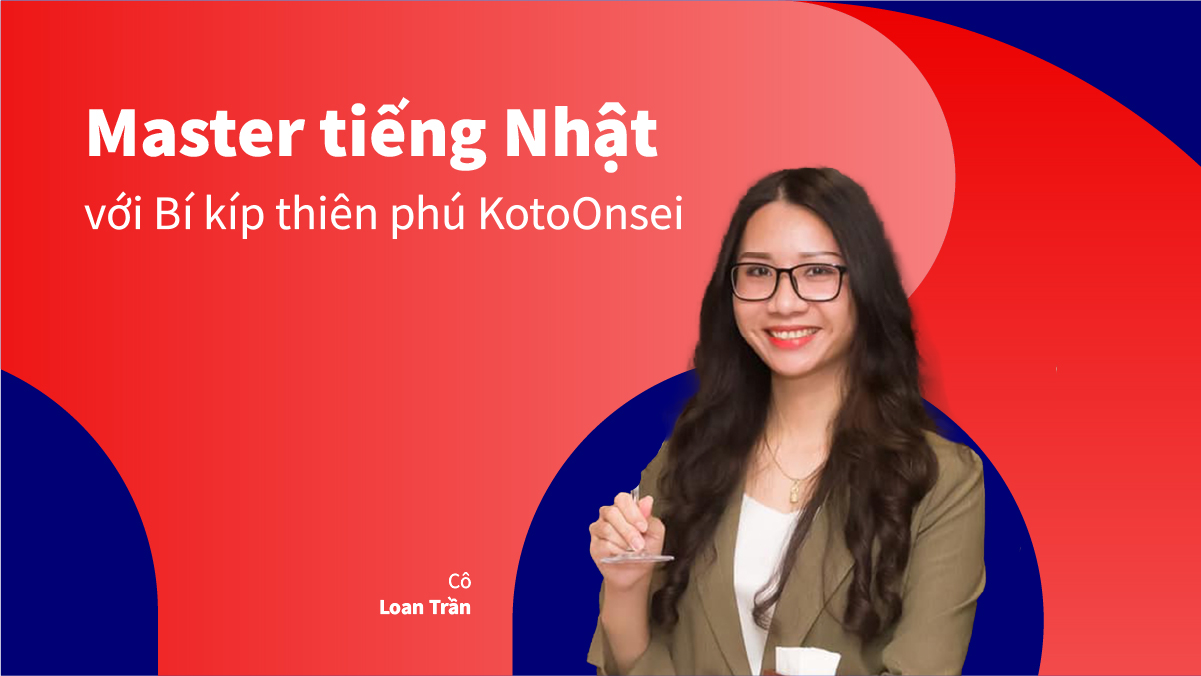 Master tiếng Nhật
với Bí kíp thiên phú KotoOnsei
Cô
Loan Trần